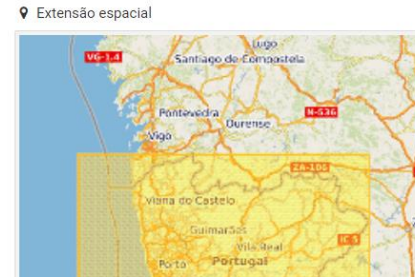 Extensão espacial
Lugo
VG-1.4
Santiago de Compostela
Pontevedra
N-536
Ourense
Vigo
ZA-106
Viana do Castelo
Guimarães
IC 5
Vila Real
Porto
Portugal